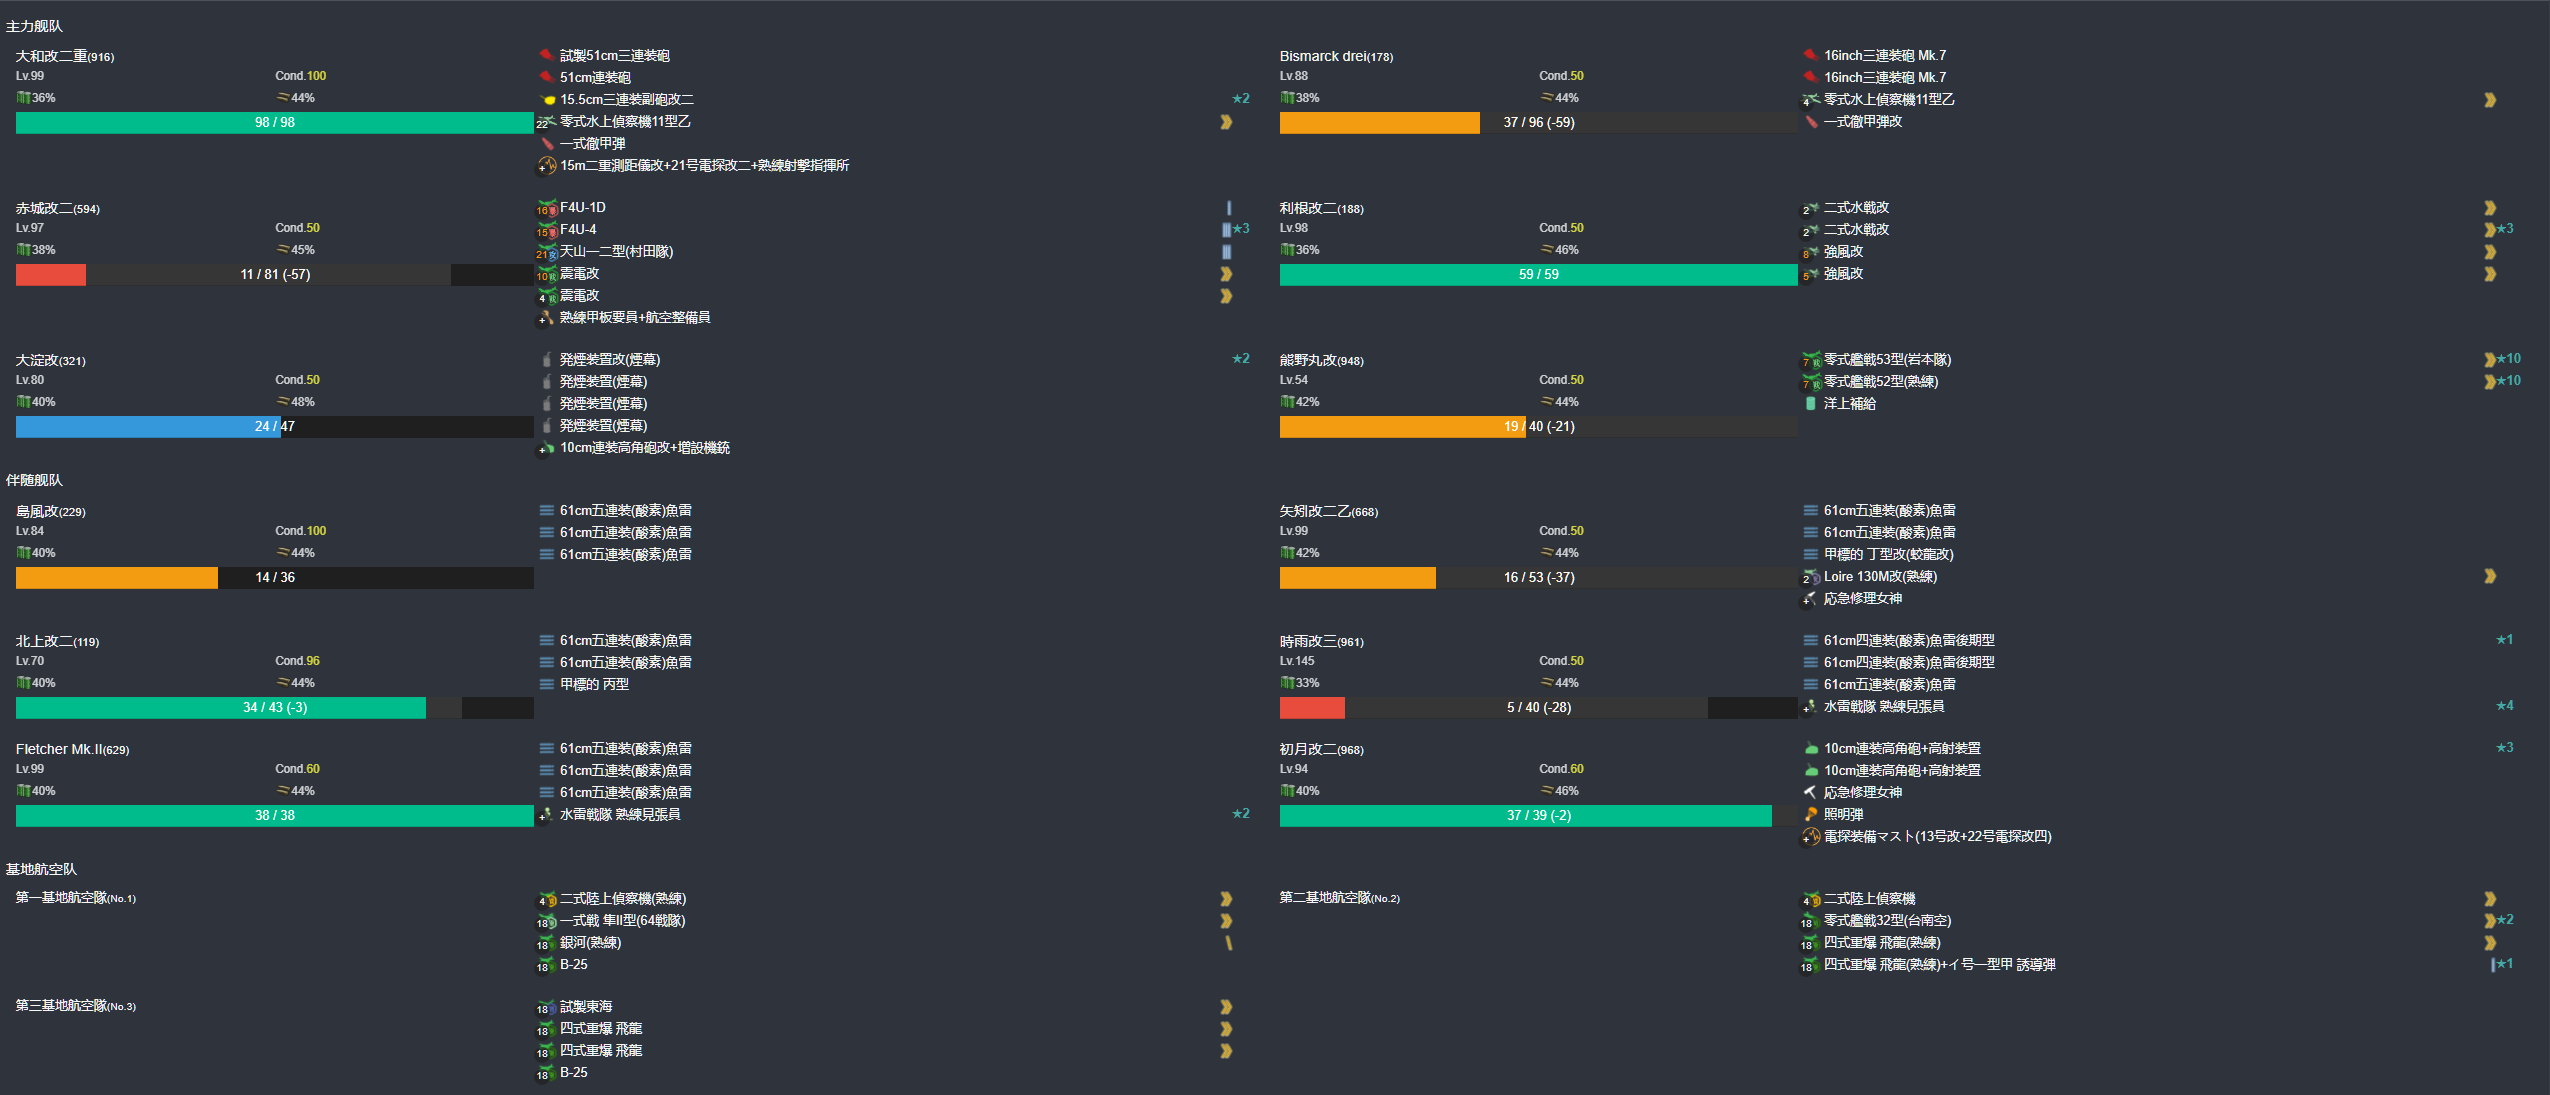 主力舰队
大和改二重(916)
Lv.99 Cond.100
36% 44%
98 / 98
試製51cm三連装砲
51cm連装砲
15.5cm三連装副砲改二 ★2
22 零式水上偵察機11型乙
一式徹甲弾
+ 15m二重測距儀改+21号電探改二+熟練射撃指揮所
Bismarck drei(178)
Lv.88 Cond.50
38% 44%
37 / 96 (-59)
16inch三連装砲 Mk.7
16inch三連装砲 Mk.7
4 零式水上偵察機11型乙
一式徹甲弾改
赤城改二(594)
Lv.97 Cond.50
38% 45%
11 / 81 (-57)
16 F4U-1D
15 F4U-4 ★3
21 天山一二型(村田隊)
10 震電改
4 震電改
+ 熟練甲板要員+航空整備員
利根改二(188)
Lv.98 Cond.50
36% 46%
59 / 59
2 二式水戦改
2 二式水戦改 ★3
8 強風改
5 強風改
大淀改(321)
Lv.80 Cond.50
40% 48%
24 / 47
発煙装置改(煙幕) ★2
発煙装置(煙幕)
発煙装置(煙幕)
発煙装置(煙幕)
+ 10cm連装高角砲改+増設機銃
熊野丸改(948)
Lv.54 Cond.50
42% 44%
19 / 40 (-21)
7 零式艦戦53型(岩本隊) ★10
7 零式艦戦52型(熟練) ★10
洋上補給
伴随舰队
島風改(229)
Lv.84 Cond.100
40% 44%
14 / 36
61cm五連装(酸素)魚雷
61cm五連装(酸素)魚雷
61cm五連装(酸素)魚雷
矢矧改二乙(668)
Lv.99 Cond.50
42% 44%
16 / 53 (-37)
61cm五連装(酸素)魚雷
61cm五連装(酸素)魚雷
甲標的 丁型改(蛟龍改)
2 Loire 130M改(熟練)
+ 応急修理女神
北上改二(119)
Lv.70 Cond.96
40% 44%
34 / 43 (-3)
61cm五連装(酸素)魚雷
61cm五連装(酸素)魚雷
甲標的 丙型
時雨改三(961)
Lv.145 Cond.50
33% 44%
5 / 40 (-28)
61cm四連装(酸素)魚雷後期型 ★1
61cm四連装(酸素)魚雷後期型
61cm五連装(酸素)魚雷
+ 水雷戦隊 熟練見張員 ★4
Fletcher Mk.II(629)
Lv.99 Cond.60
40% 44%
38 / 38
61cm五連装(酸素)魚雷
61cm五連装(酸素)魚雷
61cm五連装(酸素)魚雷
+ 水雷戦隊 熟練見張員 ★2
初月改二(968)
Lv.94 Cond.60
40% 46%
37 / 39 (-2)
10cm連装高角砲+高射装置 ★3
10cm連装高角砲+高射装置
応急修理女神
照明弾
+ 電探装備マスト(13号改+22号電探改四)
基地航空队
第一基地航空隊(No.1)
4 二式陸上偵察機(熟練)
18 一式戦 隼II型(64戦隊)
18 銀河(熟練)
18 B-25
第二基地航空隊(No.2)
4 二式陸上偵察機
18 零式艦戦32型(台南空) ★2
18 四式重爆 飛龍(熟練)
18 四式重爆 飛龍(熟練)+イ号一型甲 誘導弾 ★1
第三基地航空隊(No.3)
18 試製東海
18 四式重爆 飛龍
18 四式重爆 飛龍
18 B-25